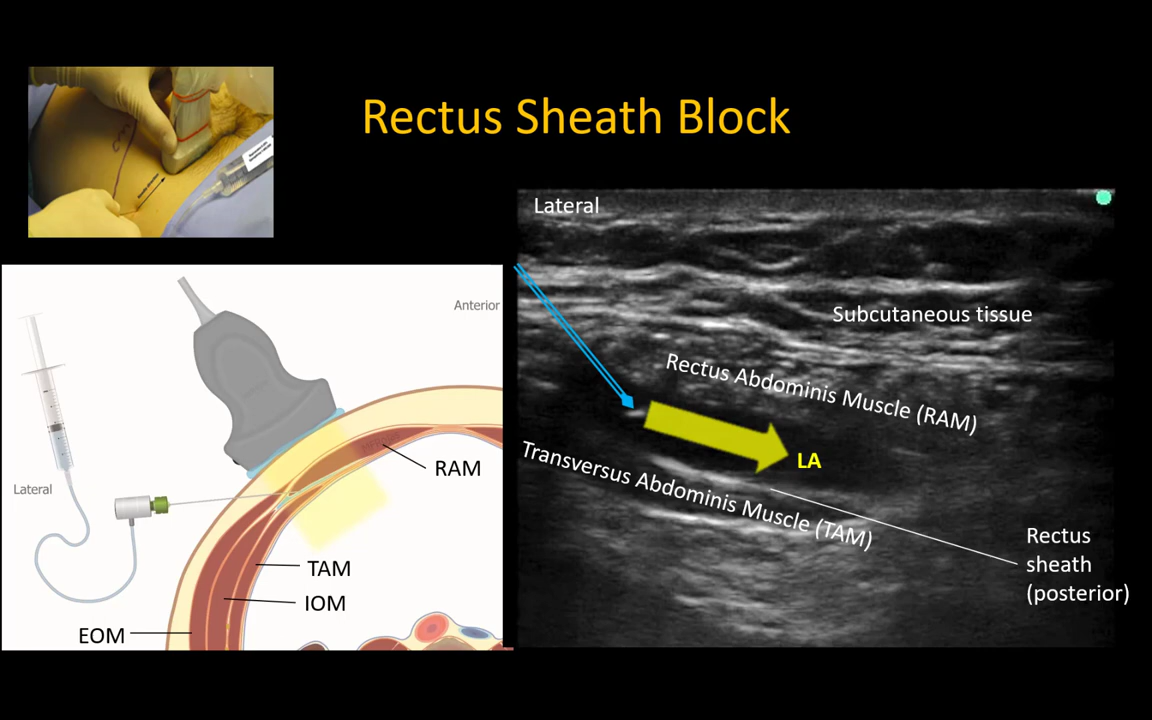 Rectus Sheath Block
Anterior
Lateral
RAM
TAM
IOM
EOM
Lateral
Subcutaneous tissue
Rectus Abdominis Muscle (RAM)
LA
Transversus Abdominis Muscle (TAM)
Rectus
sheath
(posterior)